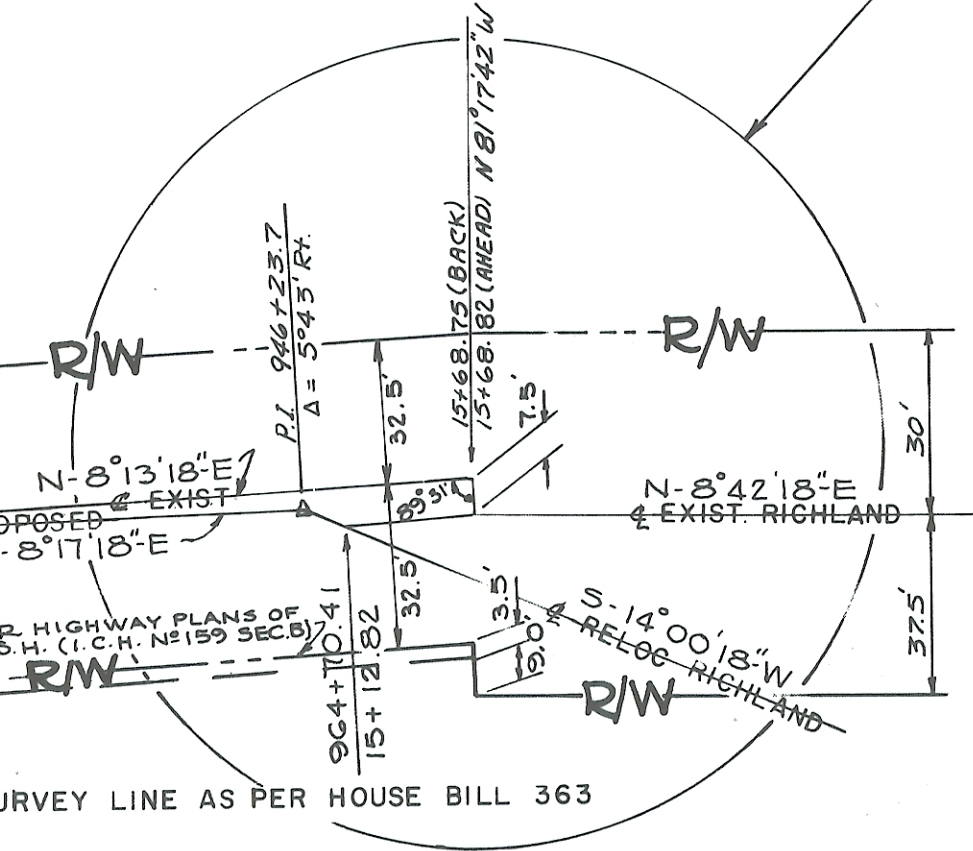 15+68.75 (BACK)
15+68.82 (AHEAD) N 81°17'42"W
P.I. 946+23.7
Δ = 5°43' Rt.
R/W
R/W
32.5'
7.5'
30'
N-8°13'18"E
℄ EXIST
89°31'
N-8°42'18"E
℄ EXIST. RICHLAND
OPOSED
-8°17'18"-E
32.5'
3.5'
9.0'
37.5'
S-14°00'18"-W
℄ RELOC RICHLAND
R HIGHWAY PLANS OF
S.H. (I.C.H. Nº159 SEC.B)
R/W
R/W
964+70.41
15+12.82
URVEY LINE AS PER HOUSE BILL 363